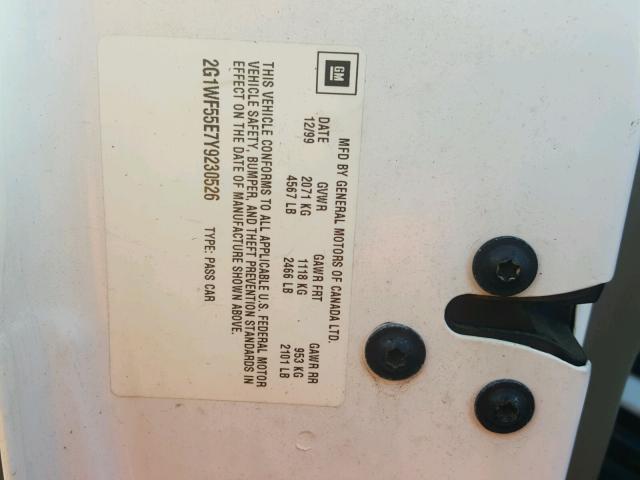 GM
MFD BY GENERAL MOTORS OF CANADA LTD.
DATE GVWR GAWR FRT GAWR RR
12/99 2071 KG 1118 KG 953 KG
4567 LB 2466 LB 2101 LB
THIS VEHICLE CONFORMS TO ALL APPLICABLE U.S. FEDERAL MOTOR
VEHICLE SAFETY, BUMPER, AND THEFT PREVENTION STANDARDS IN
EFFECT ON THE DATE OF MANUFACTURE SHOWN ABOVE.
2G1WF55E7Y9230526 TYPE: PASS CAR